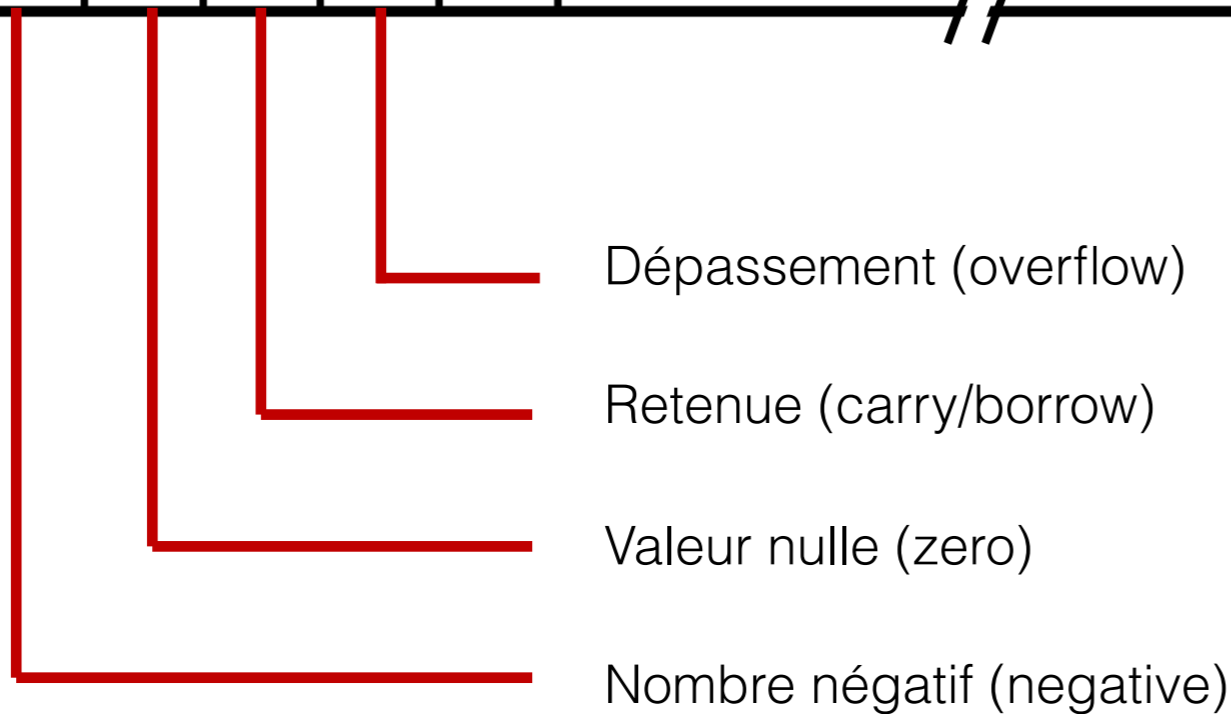 Dépassement (overflow)
Retenue (carry/borrow)
Valeur nulle (zero)
Nombre négatif (negative)